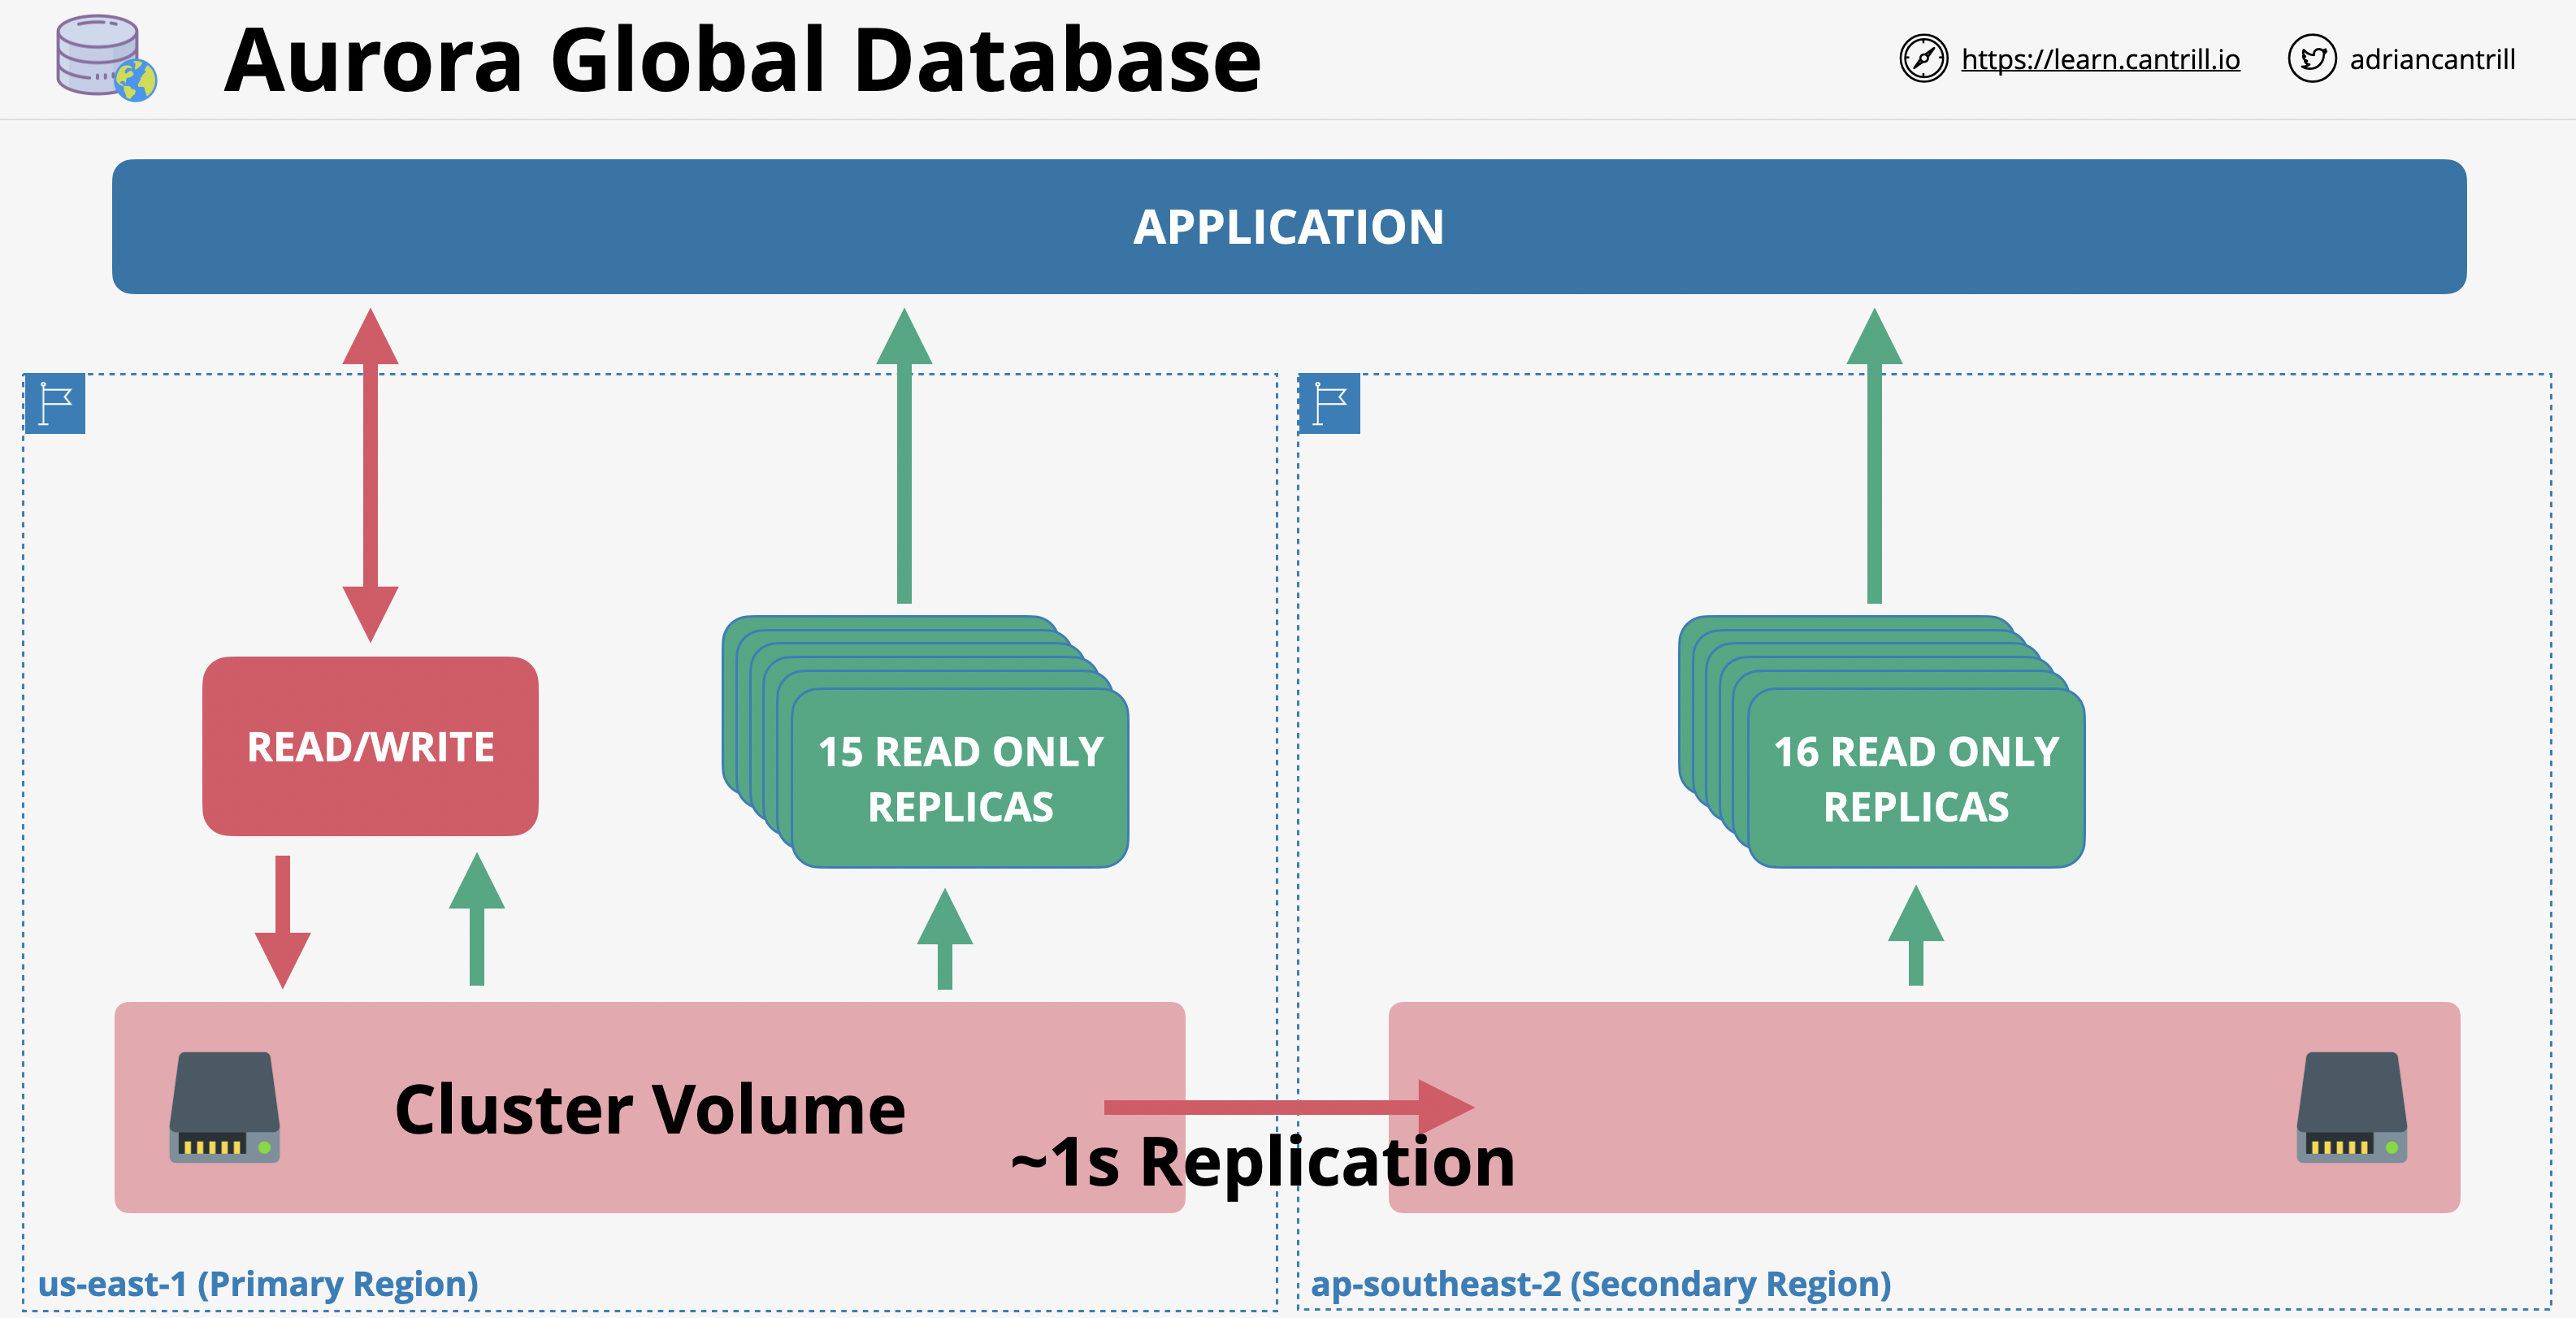 Aurora Global Database
https://learn.cantrill.io
adriancantrill
APPLICATION
READ/WRITE
15 READ ONLY
REPLICAS
16 READ ONLY
REPLICAS
Cluster Volume
~1s Replication
us-east-1 (Primary Region)
ap-southeast-2 (Secondary Region)